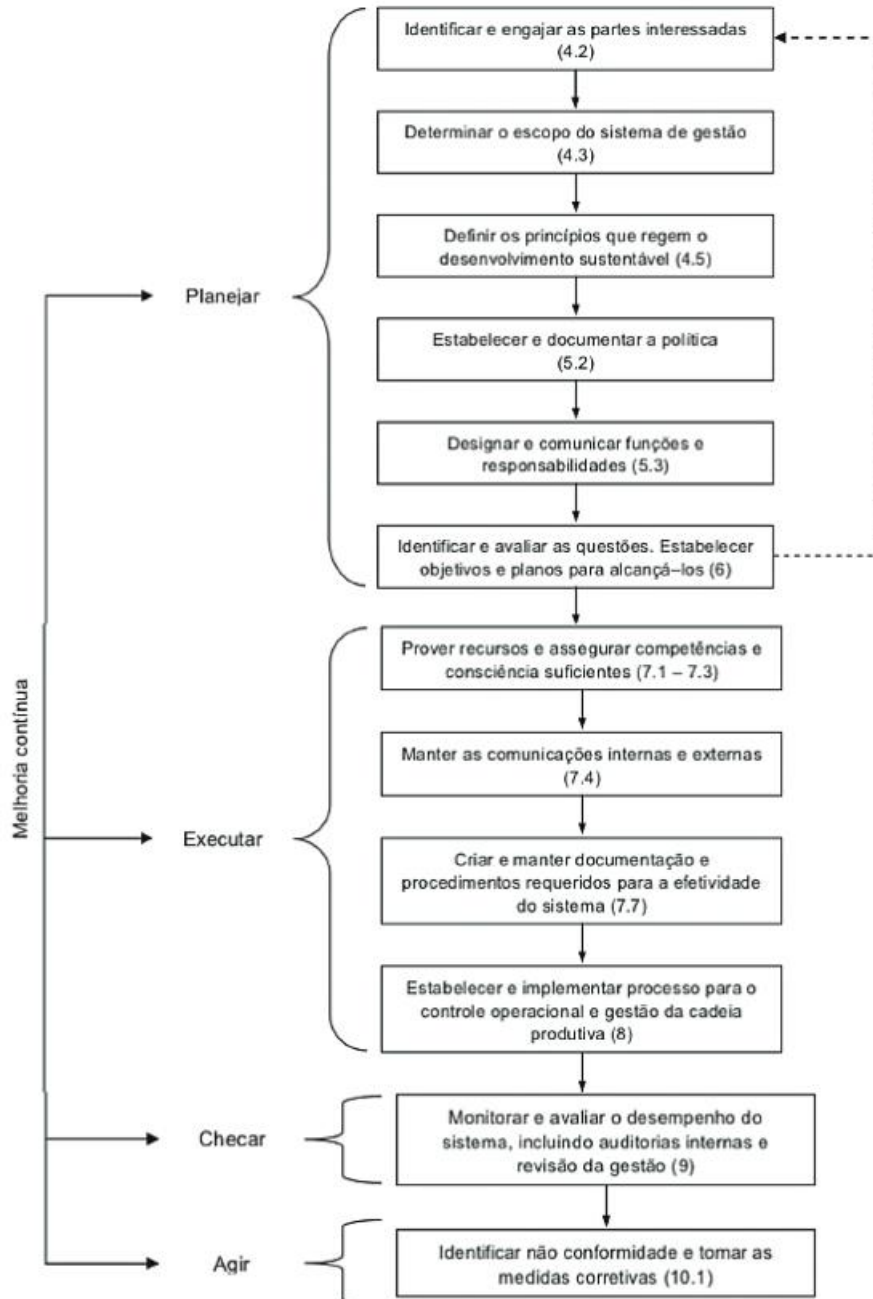 Identificar e engajar as partes interessadas
(4.2)
Determinar o escopo do sistema de gestão
(4.3)
Definir os princípios que regem o
desenvolvimento sustentável (4.5)
Planejar
Estabelecer e documentar a política
(5.2)
Designar e comunicar funções e
responsabilidades (5.3)
Identificar e avaliar as questões. Estabelecer
objetivos e planos para alcançá–los (6)
Melhoria contínua
Prover recursos e assegurar competências e
consciência suficientes (7.1 – 7.3)
Manter as comunicações internas e externas
(7.4)
Executar
Criar e manter documentação e
procedimentos requeridos para a efetividade
do sistema (7.7)
Estabelecer e implementar processo para o
controle operacional e gestão da cadeia
produtiva (8)
Checar
Monitorar e avaliar o desempenho do
sistema, incluindo auditorias internas e
revisão da gestão (9)
Agir
Identificar não conformidade e tomar as
medidas corretivas (10.1)